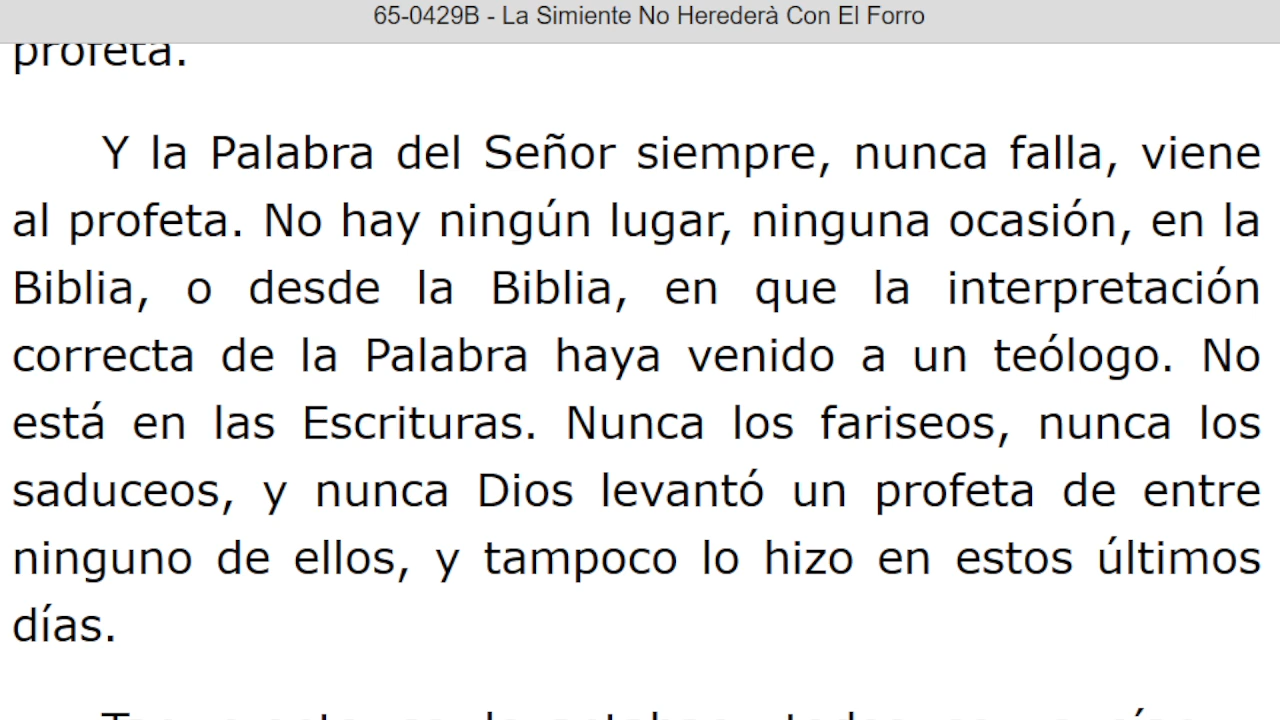 65-0429B - La Simiente No Herederà Con El Forro
profeta.
Y la Palabra del Señor siempre, nunca falla, viene
al profeta. No hay ningún lugar, ninguna ocasión, en la
Biblia, o desde la Biblia, en que la interpretación
correcta de la Palabra haya venido a un teólogo. No
está en las Escrituras. Nunca los fariseos, nunca los
saduceos, y nunca Dios levantó un profeta de entre
ninguno de ellos, y tampoco lo hizo en estos últimos
días.